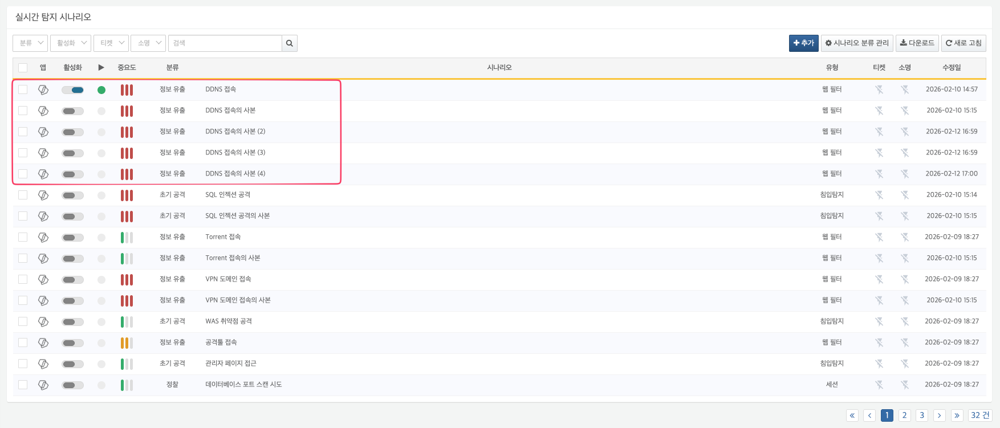 실시간 탐지 시나리오
분류 활성화 티켓 소명 검색 추가 시나리오 분류 관리 다운로드 새로 고침
앱 활성화 중요도 분류 시나리오 유형 티켓 소명 수정일
정보 유출 DDNS 접속 웹 필터 2026-02-10 14:57
정보 유출 DDNS 접속의 사본 웹 필터 2026-02-10 15:15
정보 유출 DDNS 접속의 사본 (2) 웹 필터 2026-02-12 16:59
정보 유출 DDNS 접속의 사본 (3) 웹 필터 2026-02-12 16:59
정보 유출 DDNS 접속의 사본 (4) 웹 필터 2026-02-12 17:00
초기 공격 SQL 인젝션 공격 침입탐지 2026-02-10 15:14
초기 공격 SQL 인젝션 공격의 사본 침입탐지 2026-02-10 15:15
정보 유출 Torrent 접속 웹 필터 2026-02-09 18:27
정보 유출 Torrent 접속의 사본 웹 필터 2026-02-10 15:15
정보 유출 VPN 도메인 접속 웹 필터 2026-02-09 18:27
정보 유출 VPN 도메인 접속의 사본 웹 필터 2026-02-10 15:15
초기 공격 WAS 취약점 공격 침입탐지 2026-02-09 18:27
정보 유출 공격툴 접속 웹 필터 2026-02-09 18:27
초기 공격 관리자 페이지 접근 침입탐지 2026-02-09 18:27
정찰 데이터베이스 포트 스캔 시도 세션 2026-02-09 18:27
« ‹ 1 2 3 › » 32 건